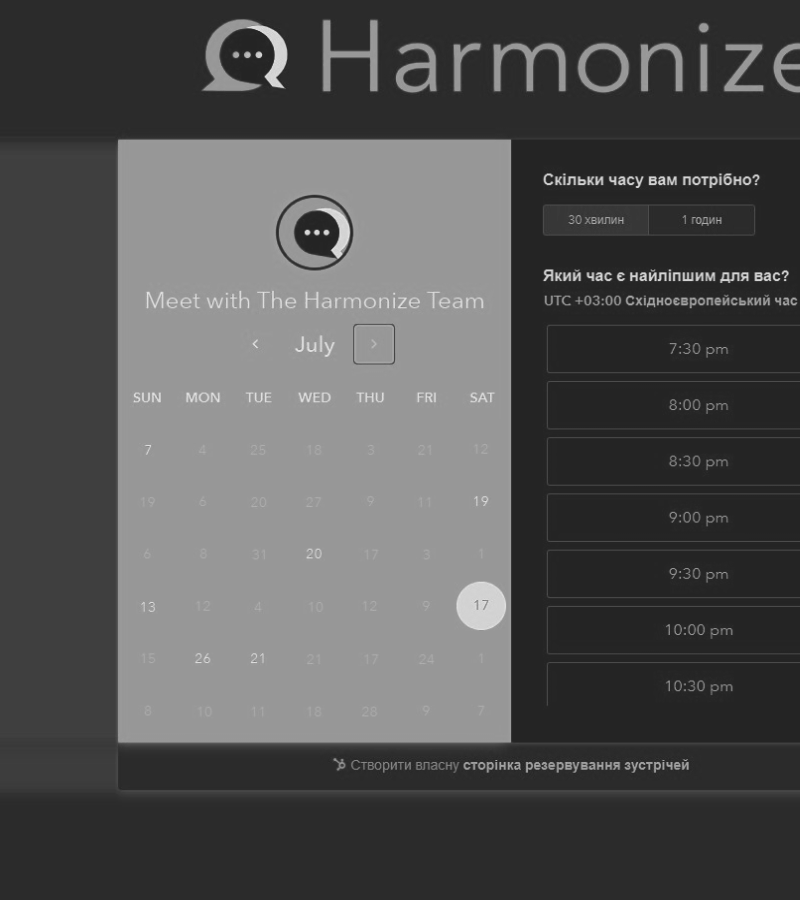 Harmonize
Meet with The Harmonize Team
July
SUN MON TUE WED THU FRI SAT
7 4 25 18 3 21 12
19 6 20 27 9 11 19
6 8 31 20 17 3 1
13 12 4 10 12 9 17
15 26 21 21 17 24 1
8 10 11 18 28 9 7
Скільки часу вам потрібно?
30 хвилин 1 годин
Який час є найліпшим для вас?
UTC +03:00 Східноєвропейський час
7:30 pm
8:00 pm
8:30 pm
9:00 pm
9:30 pm
10:00 pm
10:30 pm
Створити власну сторінка резервування зустрічей